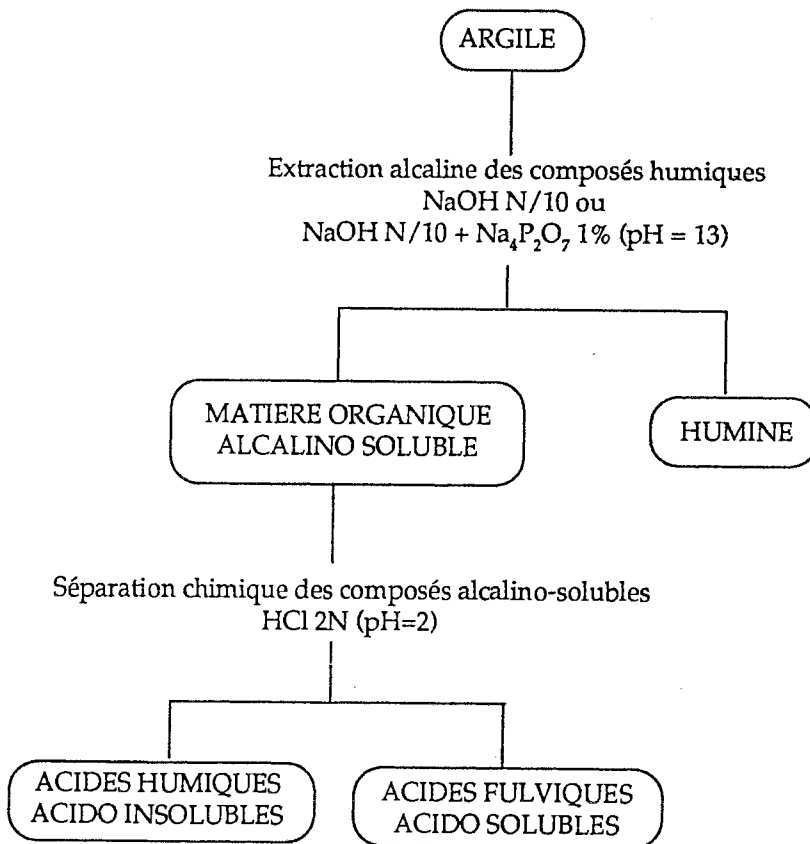 ARGILE
Extraction alcaline des composés humiques
NaOH N/10 ou
NaOH N/10 + Na₄P₂O₇ 1% (pH = 13)
MATIERE ORGANIQUE
ALCALINO SOLUBLE
HUMINE
Séparation chimique des composés alcalino-solubles
HCl 2N (pH=2)
ACIDES HUMIQUES
ACIDO INSOLUBLES
ACIDES FULVIQUES
ACIDO SOLUBLES